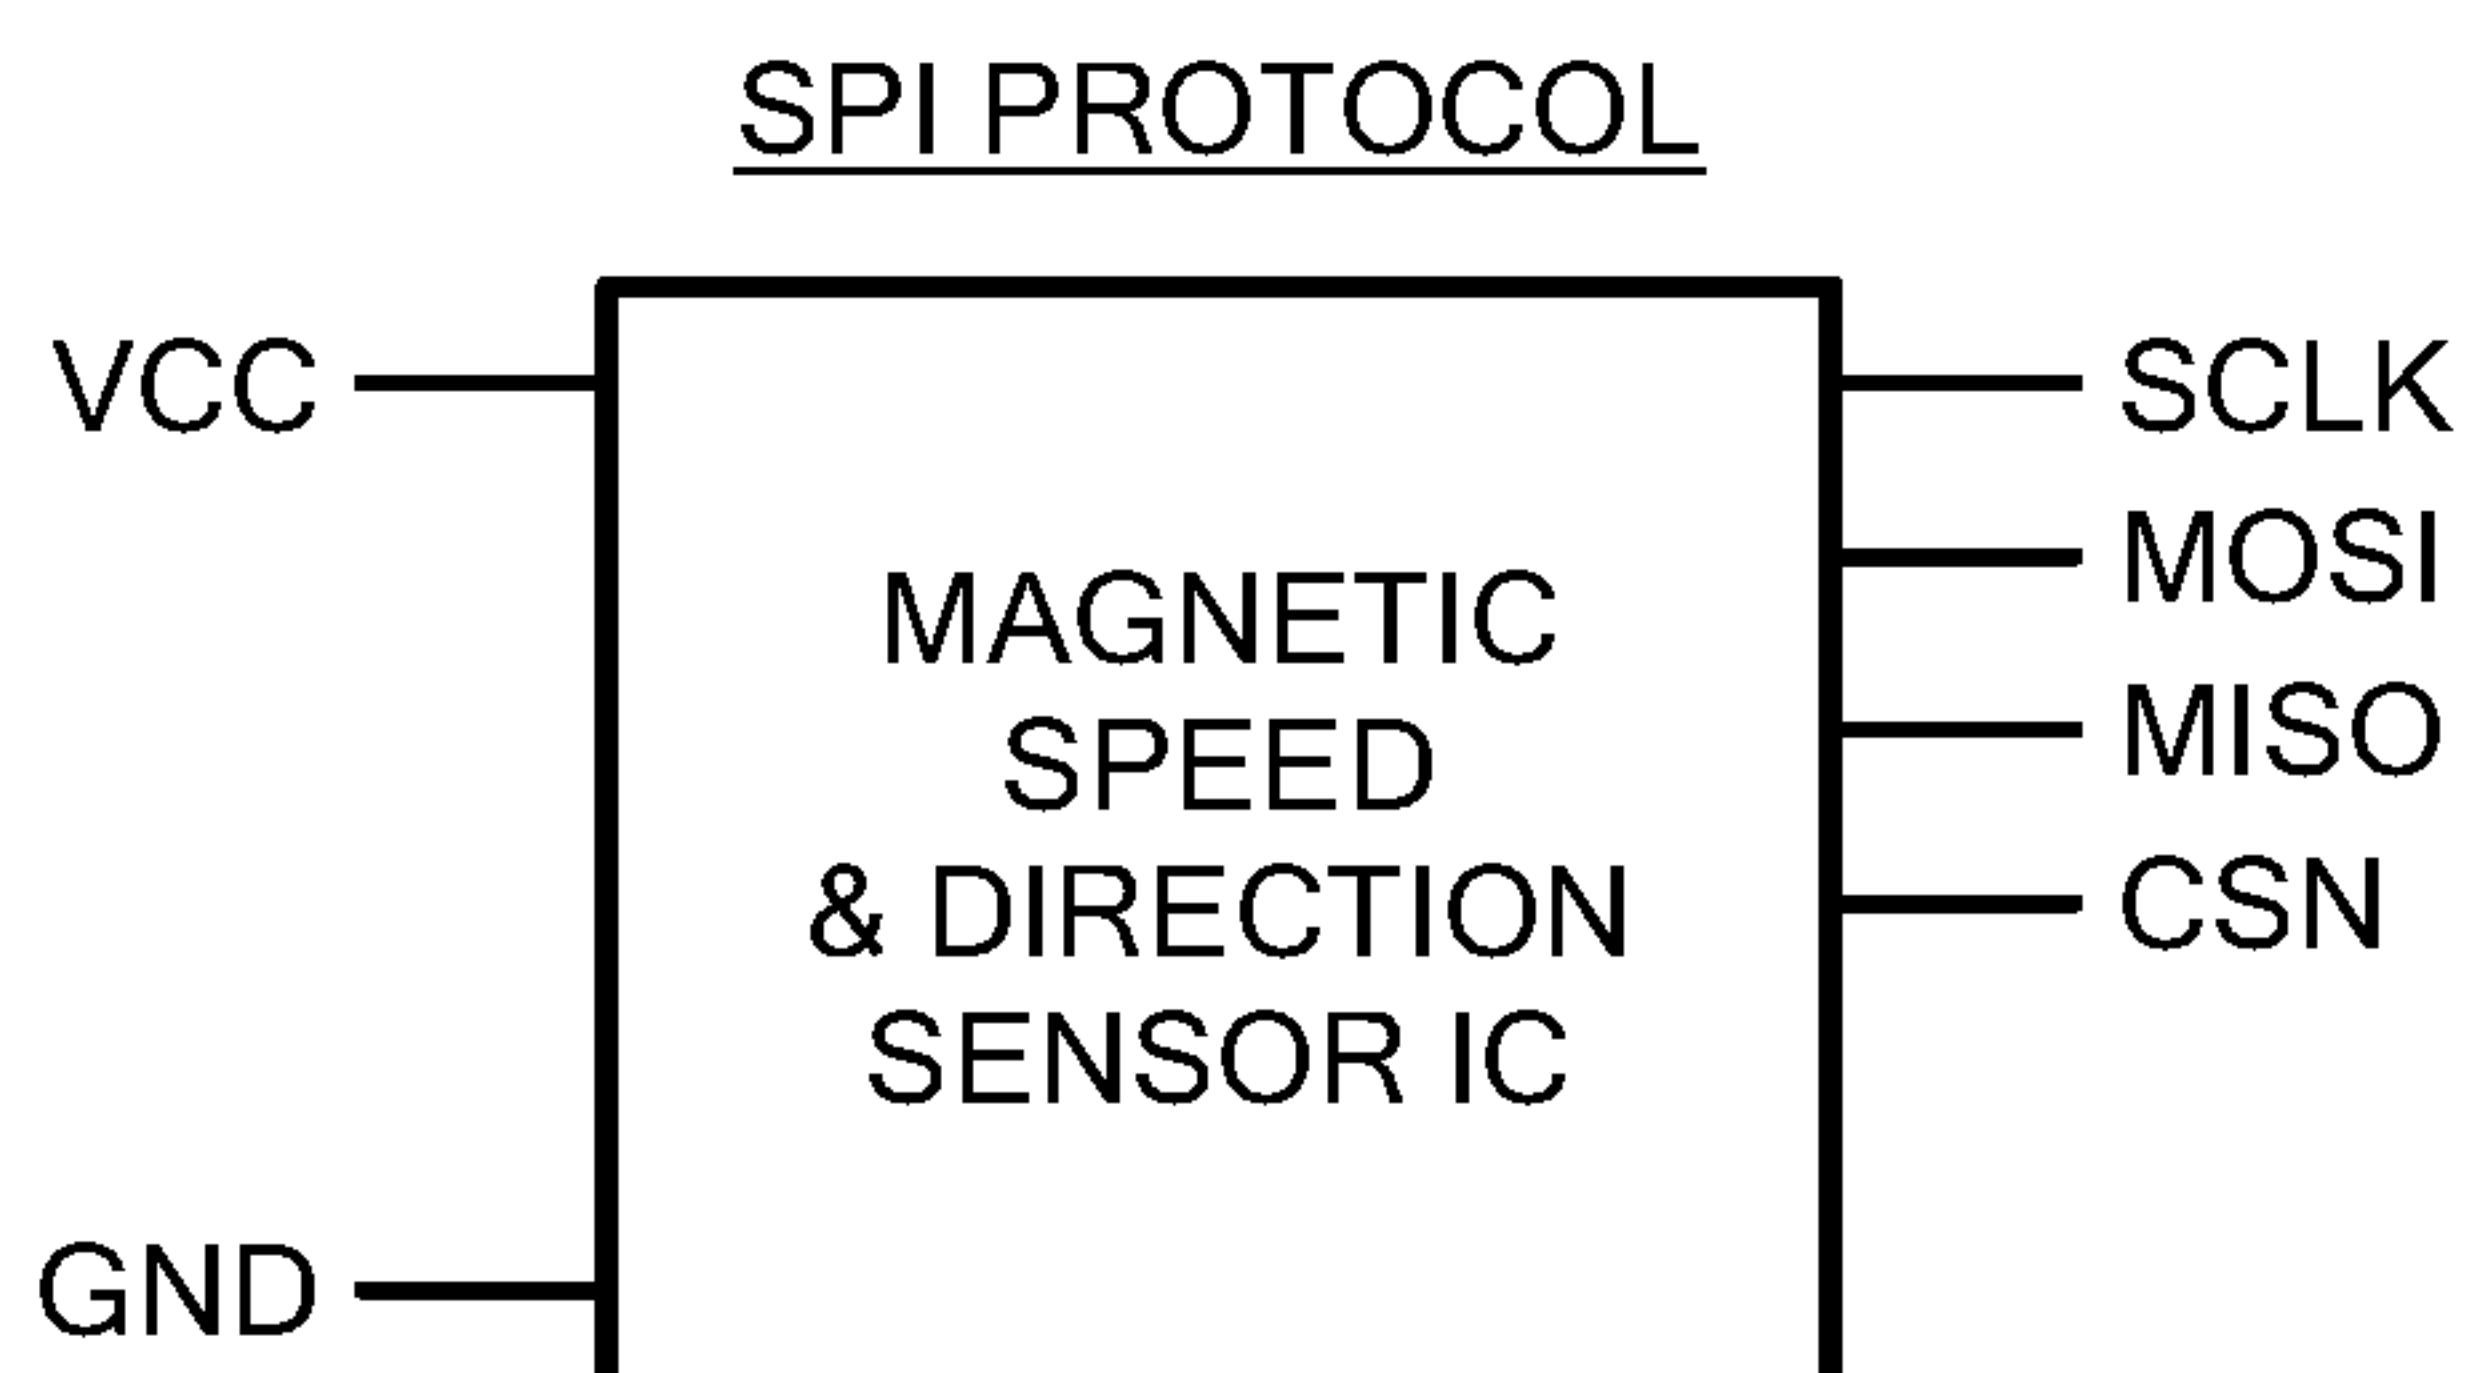 SPI PROTOCOL
VCC
SCLK
MOSI
MISO
CSN
MAGNETIC
SPEED
& DIRECTION
SENSOR IC
GND